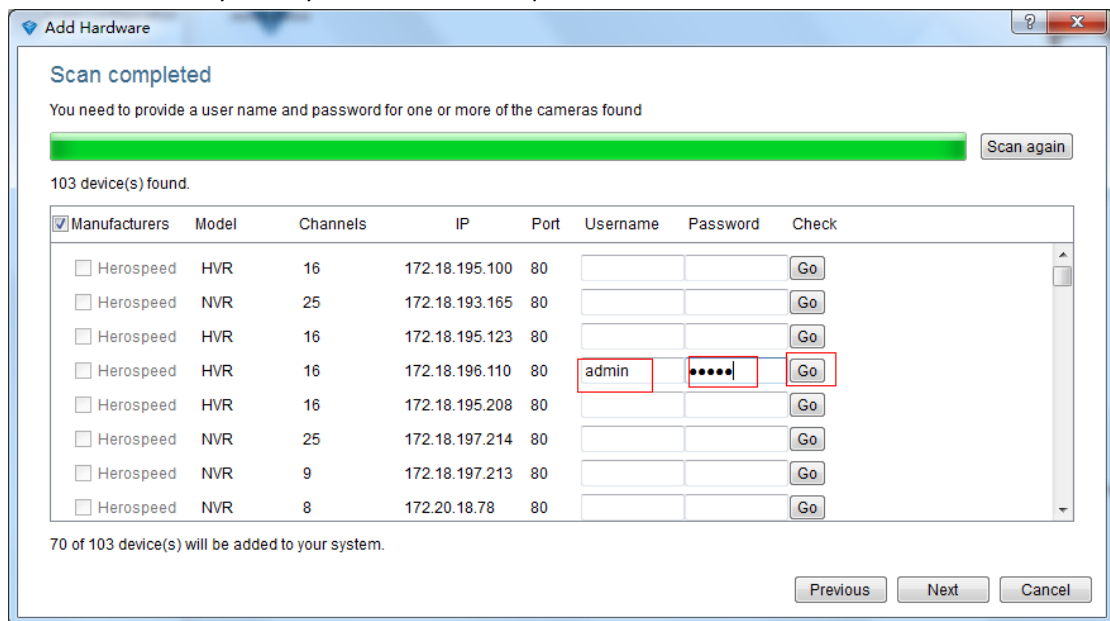 Add Hardware
Scan completed
You need to provide a user name and password for one or more of the cameras found
Scan again
103 device(s) found.
Manufacturers Model Channels IP Port Username Password Check
Herospeed HVR 16 172.18.195.100 80 Go
Herospeed NVR 25 172.18.193.165 80 Go
Herospeed HVR 16 172.18.195.123 80 Go
Herospeed HVR 16 172.18.196.110 80 admin ●●●●● Go
Herospeed HVR 16 172.18.195.208 80 Go
Herospeed NVR 25 172.18.197.214 80 Go
Herospeed NVR 9 172.18.197.213 80 Go
Herospeed NVR 8 172.20.18.78 80 Go
70 of 103 device(s) will be added to your system.
Previous Next Cancel